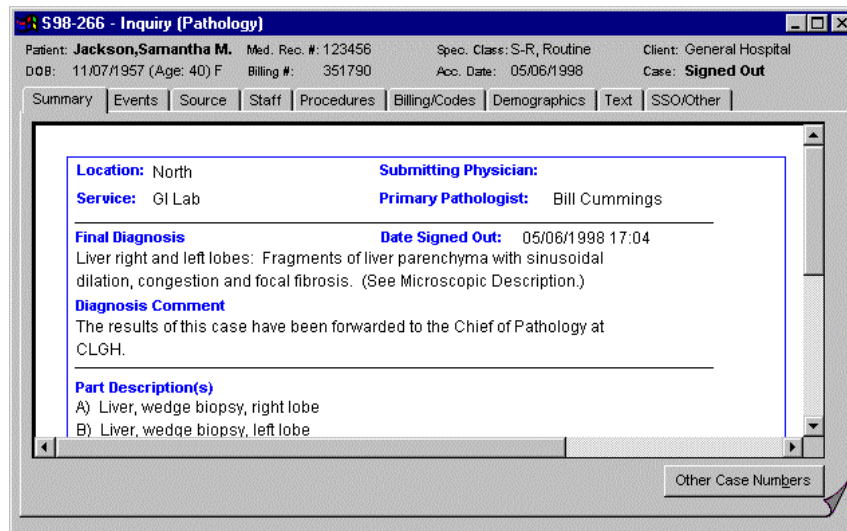 S98-266 - Inquiry (Pathology)
Patient: Jackson,Samantha M. Med. Rec. #: 123456 Spec. Class: S-R, Routine Client: General Hospital
DOB: 11/07/1957 (Age: 40) F Billing #: 351790 Acc. Date: 05/06/1998 Case: Signed Out
Summary Events Source Staff Procedures Billing/Codes Demographics Text SSO/Other
Location: North Submitting Physician:
Service: GI Lab Primary Pathologist: Bill Cummings
Final Diagnosis Date Signed Out: 05/06/1998 17:04
Liver right and left lobes: Fragments of liver parenchyma with sinusoidal
dilation, congestion and focal fibrosis. (See Microscopic Description.)
Diagnosis Comment
The results of this case have been forwarded to the Chief of Pathology at
CLGH.
Part Description(s)
A) Liver, wedge biopsy, right lobe
B) Liver, wedge biopsy, left lobe
Other Case Numbers